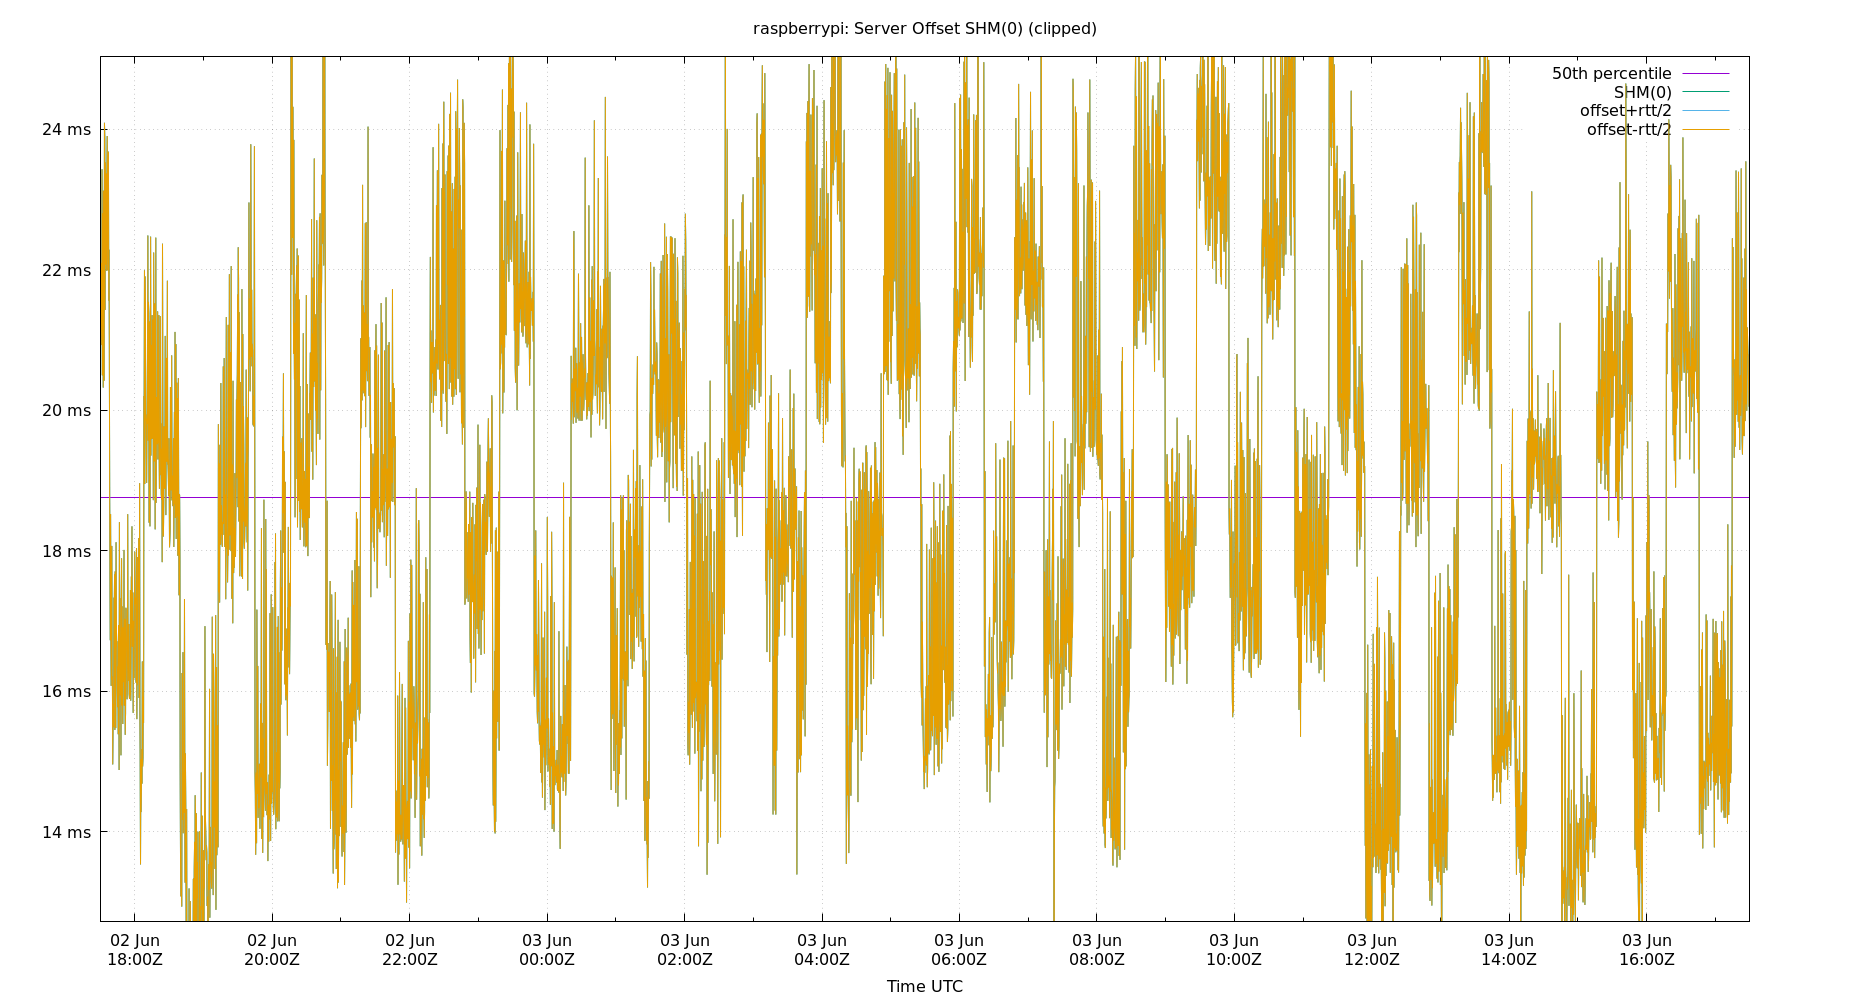 raspberrypi: Server Offset SHM(0) (clipped)
50th percentile
SHM(0)
offset+rtt/2
offset-rtt/2
24 ms
22 ms
20 ms
18 ms
16 ms
14 ms
02 Jun 02 Jun 02 Jun 03 Jun 03 Jun 03 Jun 03 Jun 03 Jun 03 Jun 03 Jun 03 Jun 03 Jun
18:00Z 20:00Z 22:00Z 00:00Z 02:00Z 04:00Z 06:00Z 08:00Z 10:00Z 12:00Z 14:00Z 16:00Z
Time UTC